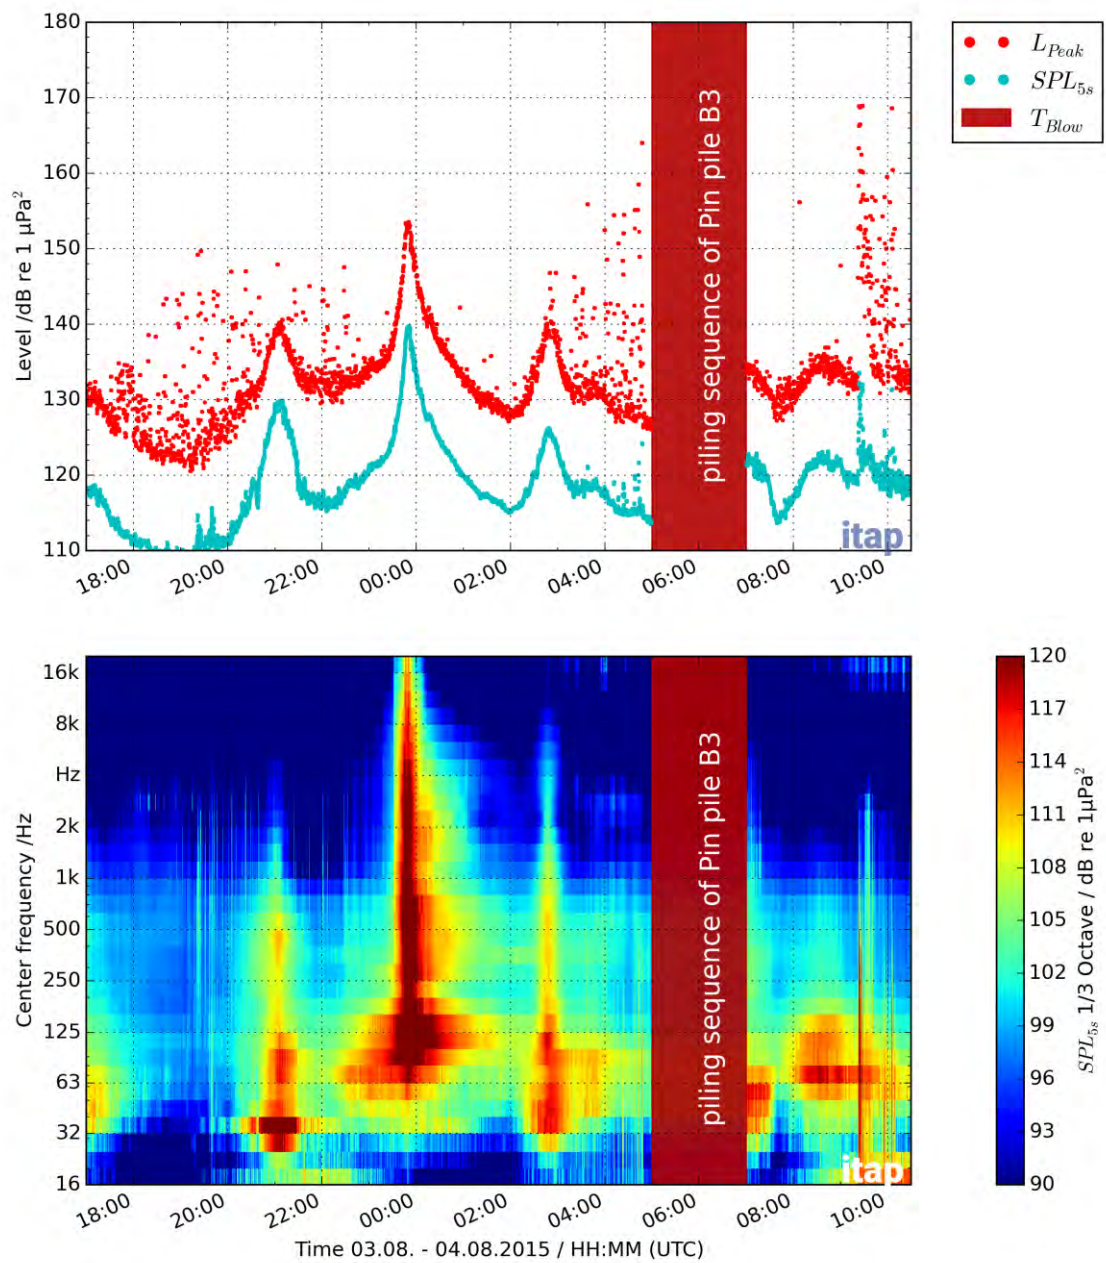 180
170
160
150
140
130
120
110
Level /dB re 1 µPa²
piling sequence of Pin pile B3
itap
18:00 20:00 22:00 00:00 02:00 04:00 06:00 08:00 10:00
L_Peak
SPL_5s
T_Blow
16k
8k
Hz
2k
1k
500
250
125
63
32
16
Center frequency /Hz
piling sequence of Pin pile B3
itap
18:00 20:00 22:00 00:00 02:00 04:00 06:00 08:00 10:00
Time 03.08. - 04.08.2015 / HH:MM (UTC)
120
117
114
111
108
105
102
99
96
93
90
SPL_5s 1/3 Octave / dB re 1µPa²